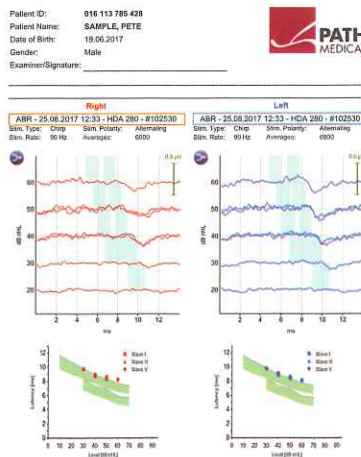 Patient ID: 016 113 785 428
Patient Name: SAMPLE, PETE
Date of Birth: 19.06.2017
Gender: Male
Examiner/Signature:
PATH
MEDICAL
Right
Left
ABR - 25.08.2017 12:33 - HDA 280 - #102530
ABR - 25.08.2017 12:33 - HDA 280 - #102530
Stim. Type: Chirp Stim. Polarity: Alternating
Stim. Type: Chirp Stim. Polarity: Alternating
Stim. Rate: 90 Hz Averages: 6000
Stim. Rate: 90 Hz Averages: 6000
0.5 µV
0.5 µ
dB nHL
60
50
40
30
20
2 4 6 8 10 12
ms
dB nHL
60
50
40
30
20
2 4 6 8 10 12
ms
Latency [ms]
12
10
8
6
4
2
0
Wave I
Wave III
Wave V
0 10 20 30 40 50 60 70 80 90
Level [dB nHL]
Latency [ms]
12
10
8
6
4
2
0
Wave I
Wave III
Wave V
0 10 20 30 40 50 60 70 80 90
Level [dB nHL]